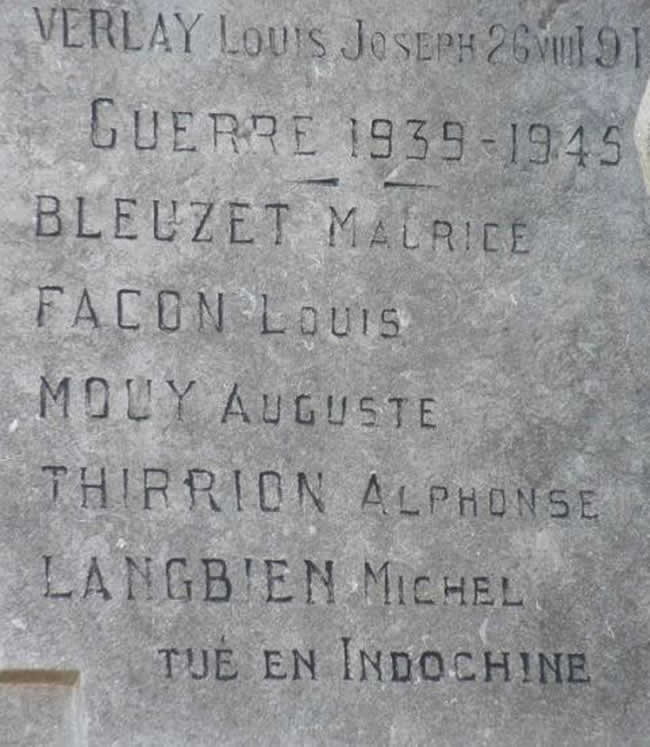 VERLAY LOUIS JOSEPH 26 VIII 191
GUERRE 1939-1945
BLEUZET MAURICE
FACON LOUIS
MOUY AUGUSTE
THIRRION ALPHONSE
LANGBIEN MICHEL
TUÉ EN INDOCHINE